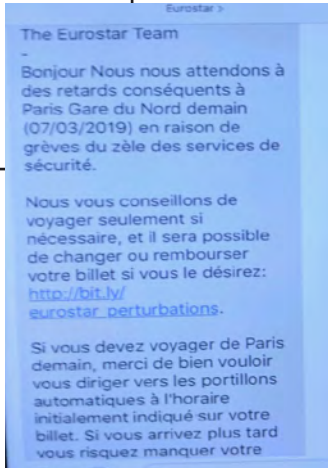 Eurostar >
The Eurostar Team
-
Bonjour Nous nous attendons à
des retards conséquents à
Paris Gare du Nord demain
(07/03/2019) en raison de
grèves du zèle des services de
sécurité.
Nous vous conseillons de
voyager seulement si
nécessaire, et il sera possible
de changer ou rembourser
votre billet si vous le désirez:
http://bit.ly/
eurostar_perturbations.
Si vous devez voyager de Paris
demain, merci de bien vouloir
vous diriger vers les portillons
automatiques à l'horaire
initialement indiqué sur votre
billet. Si vous arrivez plus tard
vous risquez manquer votre